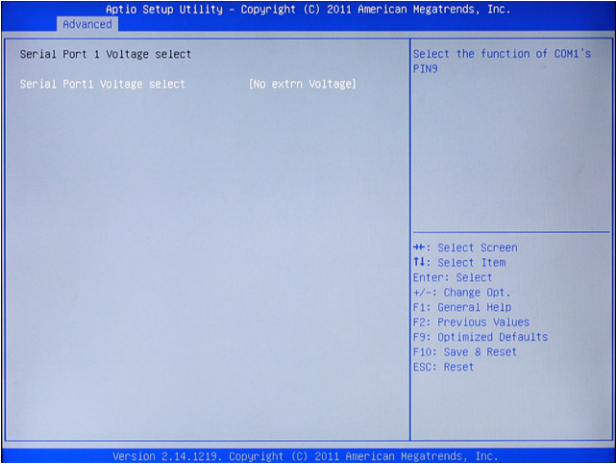 Aptio Setup Utility – Copyright (C) 2011 American Megatrends, Inc.
Advanced
Serial Port 1 Voltage select
Serial Port1 Voltage select [No extrn Voltage]
Select the function of COM1's
PIN9
→←: Select Screen
↑↓: Select Item
Enter: Select
+/-: Change Opt.
F1: General Help
F2: Previous Values
F9: Optimized Defaults
F10: Save & Reset
ESC: Reset
Version 2.14.1219. Copyright (C) 2011 American Megatrends, Inc.